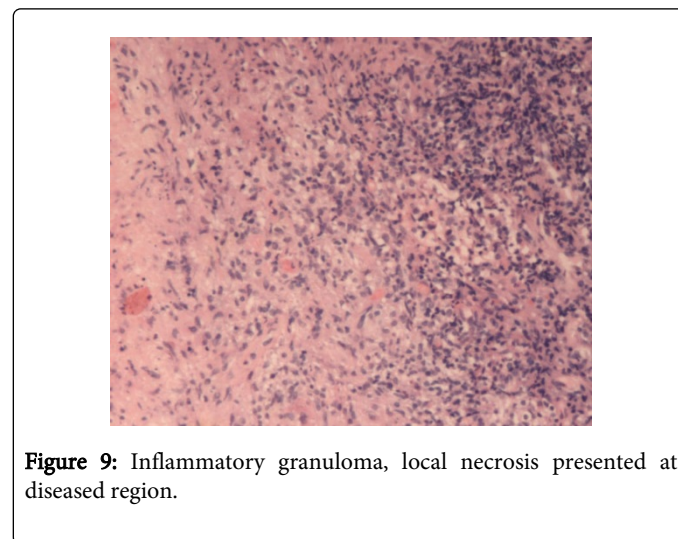 Figure 9: Inflammatory granuloma, local necrosis presented at
diseased region.